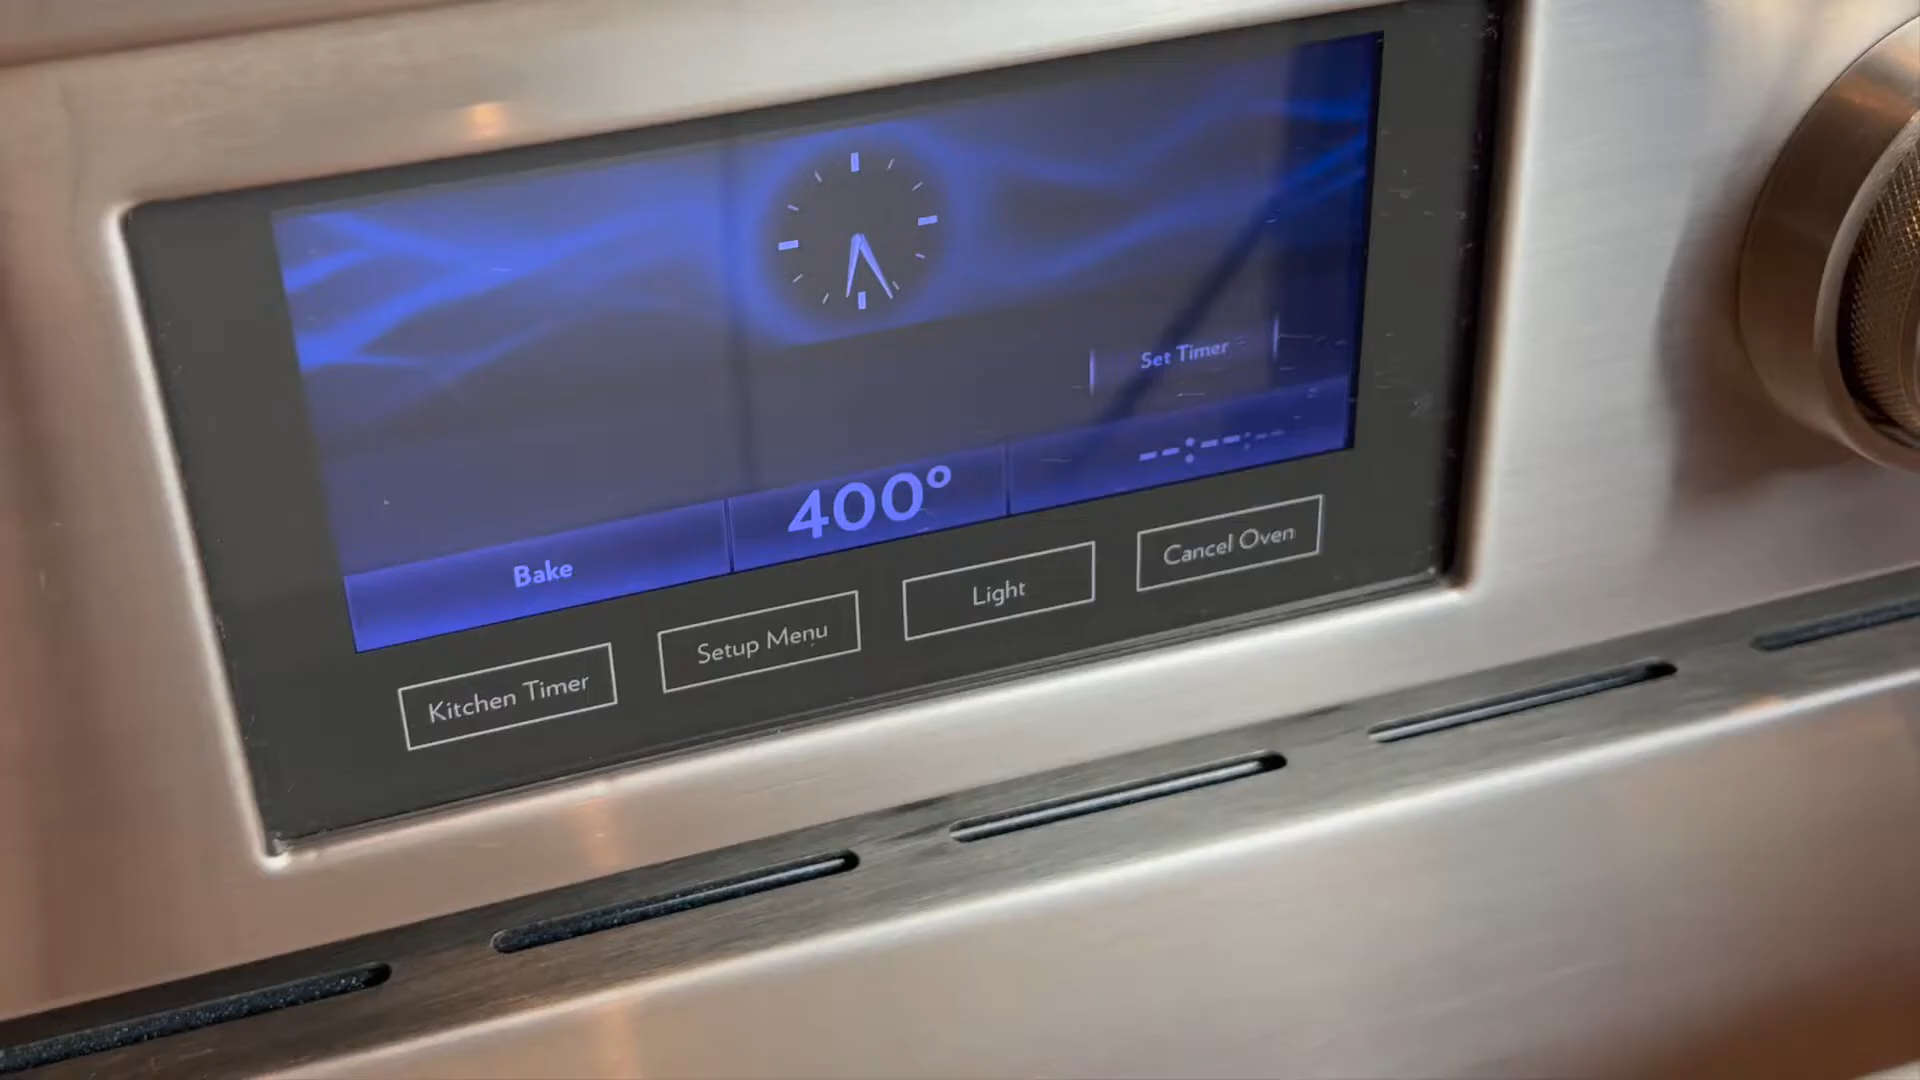 Set Timer
--:--:--
400°
Bake
Cancel Oven
Light
Setup Menu
Kitchen Timer